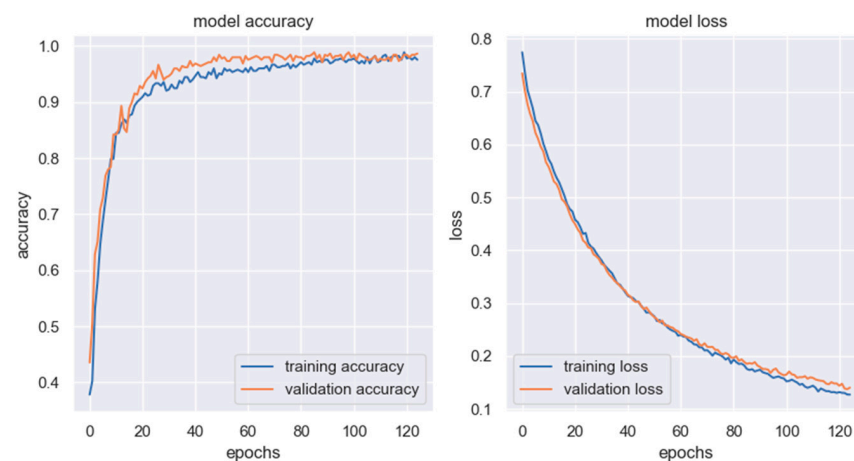 model accuracy
1.0
0.9
0.8
0.7
0.6
0.5
0.4
accuracy
0 20 40 60 80 100 120
epochs
training accuracy
validation accuracy
model loss
0.8
0.7
0.6
0.5
0.4
0.3
0.2
0.1
loss
0 20 40 60 80 100 120
epochs
training loss
validation loss